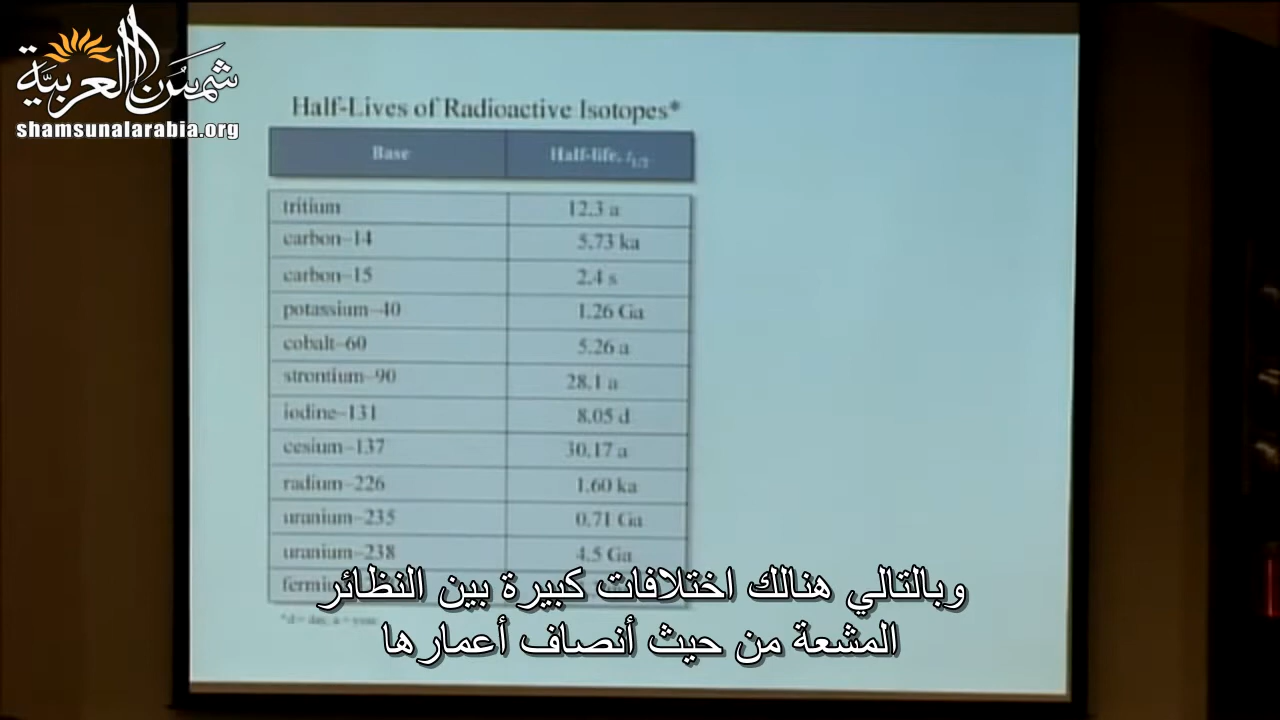 شمس العربية
shamsunalarabia.org
Half-Lives of Radioactive Isotopes*
Base Half-life, t1/2
tritium 12.3 a
carbon–14 5.73 ka
carbon–15 2.4 s
potassium–40 1.26 Ga
cobalt–60 5.26 a
strontium–90 28.1 a
iodine–131 8.05 d
cesium–137 30.17 a
radium–226 1.60 ka
uranium–235 0.71 Ga
uranium–238 4.5 Ga
وبالتالي هنالك اختلافات كبيرة بين النظائر
المشعة من حيث أنصاف أعمارها
*d = day, a = year